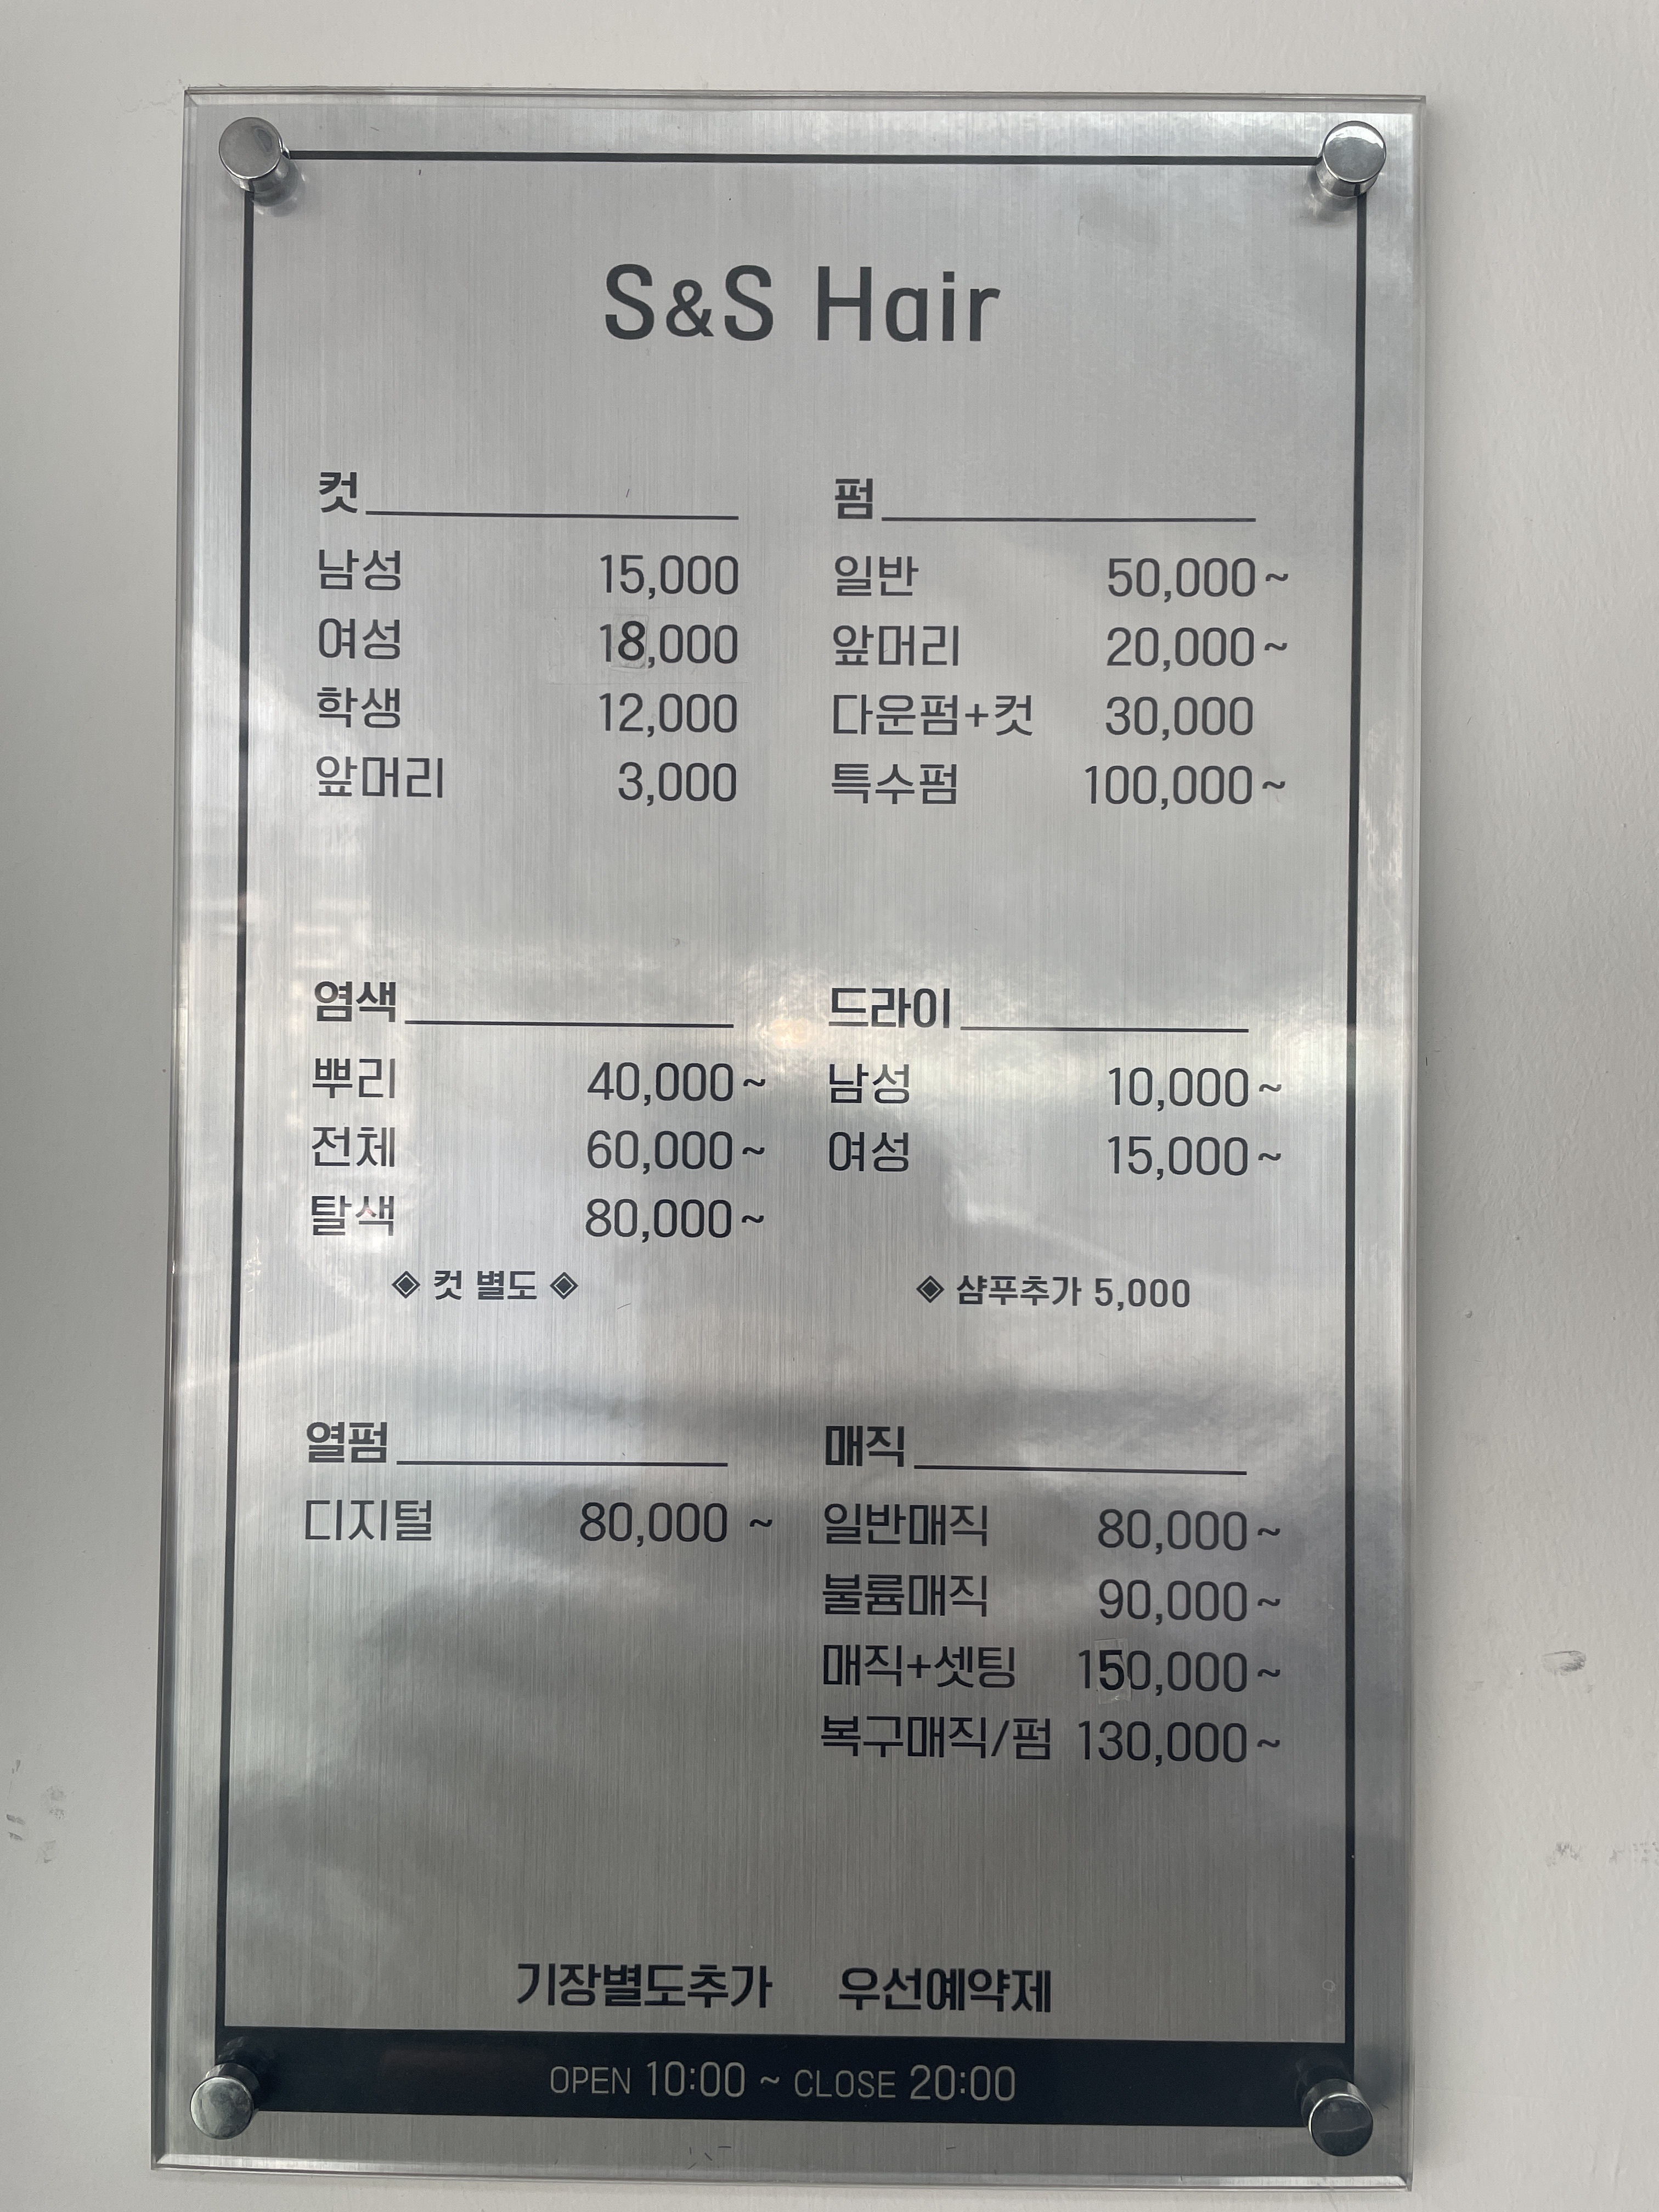 S&S Hair
컷
남성 15,000
여성 18,000
학생 12,000
앞머리 3,000
펌
일반 50,000~
앞머리 20,000~
다운펌+컷 30,000
특수펌 100,000~
염색
뿌리 40,000~
전체 60,000~
탈색 80,000~
◈ 컷 별도 ◈
드라이
남성 10,000~
여성 15,000~
◈ 샴푸추가 5,000
열펌
디지털 80,000 ~
매직
일반매직 80,000~
볼륨매직 90,000~
매직+셋팅 150,000~
복구매직/펌 130,000~
기장별도추가 우선예약제
OPEN 10:00 ~ CLOSE 20:00